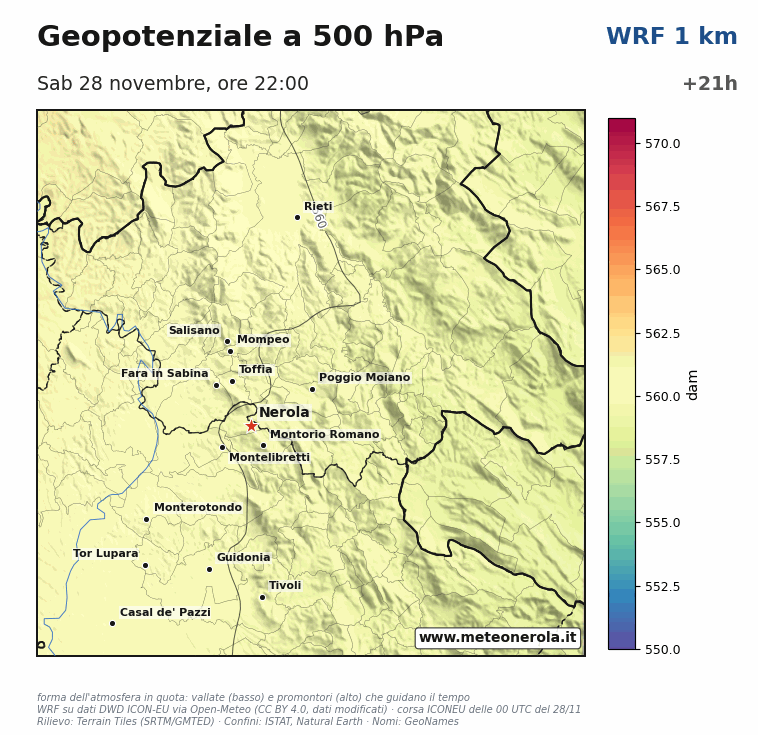 Geopotenziale a 500 hPa
WRF 1 km
Sab 28 novembre, ore 22:00
+21h
Rieti
560
Salisano
Mompeo
Fara in Sabina
Toffia
Poggio Moiano
Nerola
Montorio Romano
Montelibretti
Monterotondo
Tor Lupara
Guidonia
Tivoli
Casal de' Pazzi
www.meteonerola.it
570.0
567.5
565.0
562.5
560.0
557.5
555.0
552.5
550.0
dam
forma dell'atmosfera in quota: vallate (basso) e promontori (alto) che guidano il tempo
WRF su dati DWD ICON-EU via Open-Meteo (CC BY 4.0, dati modificati) · corsa ICONEU delle 00 UTC del 28/11
Rilievo: Terrain Tiles (SRTM/GMTED) · Confini: ISTAT, Natural Earth · Nomi: GeoNames